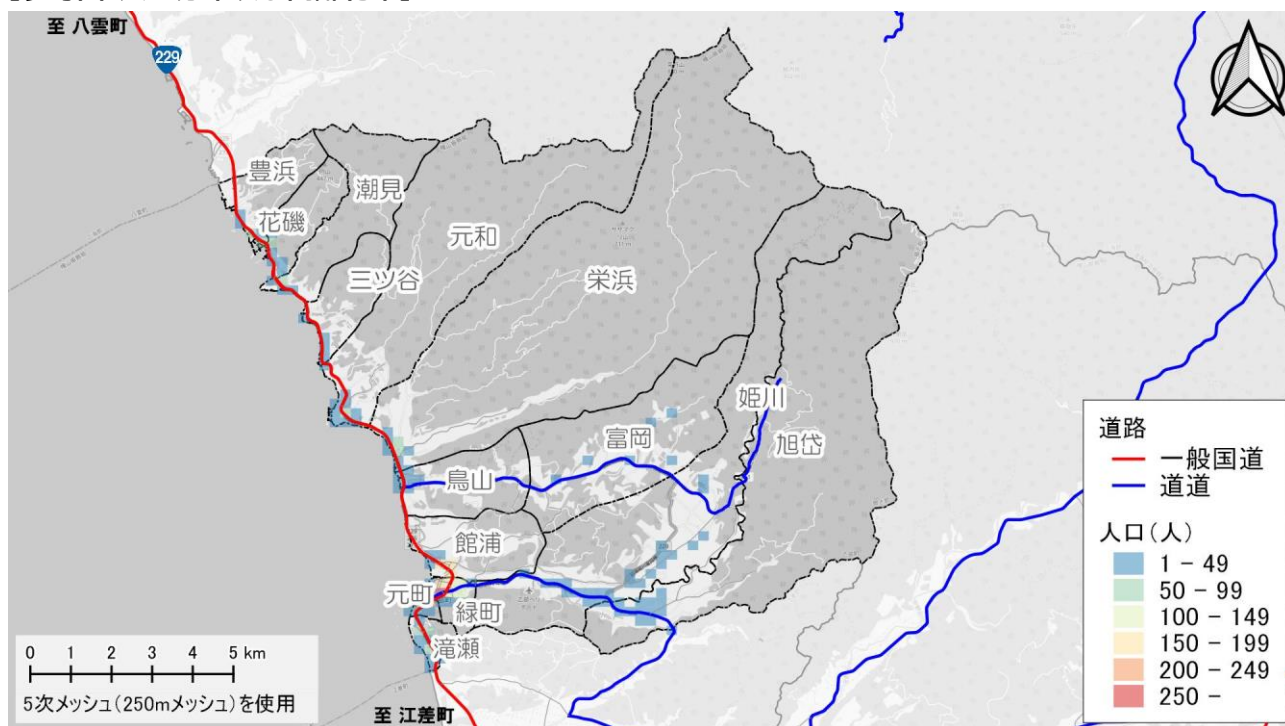 至 八雲町
229
豊浜
潮見
花磯
元和
三ツ谷
栄浜
姫川
富岡
旭岱
鳥山
館浦
元町
緑町
滝瀬
至 江差町
0 1 2 3 4 5 km
5次メッシュ(250mメッシュ)を使用
道路
一般国道
道道
人口(人)
1 - 49
50 - 99
100 - 149
150 - 199
200 - 249
250 -